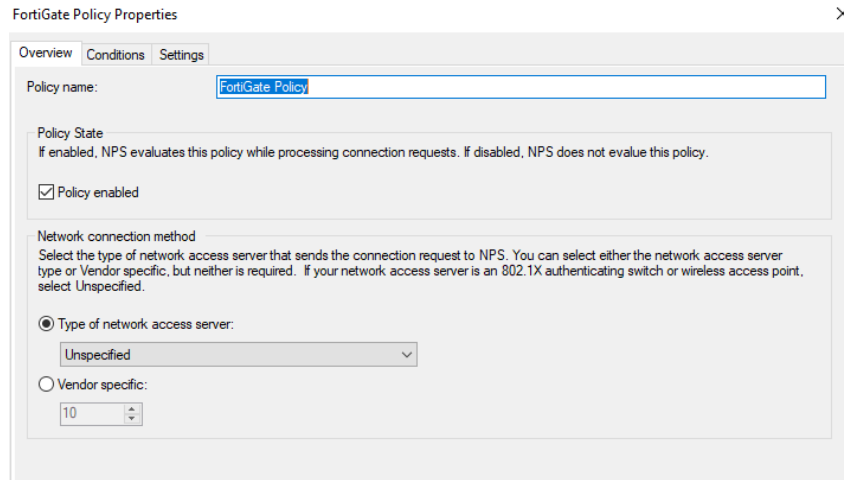 FortiGate Policy Properties
Overview Conditions Settings
Policy name: FortiGate Policy
Policy State
If enabled, NPS evaluates this policy while processing connection requests. If disabled, NPS does not evalue this policy.
Policy enabled
Network connection method
Select the type of network access server that sends the connection request to NPS. You can select either the network access server
type or Vendor specific, but neither is required. If your network access server is an 802.1X authenticating switch or wireless access point,
select Unspecified.
Type of network access server:
Unspecified
Vendor specific:
10